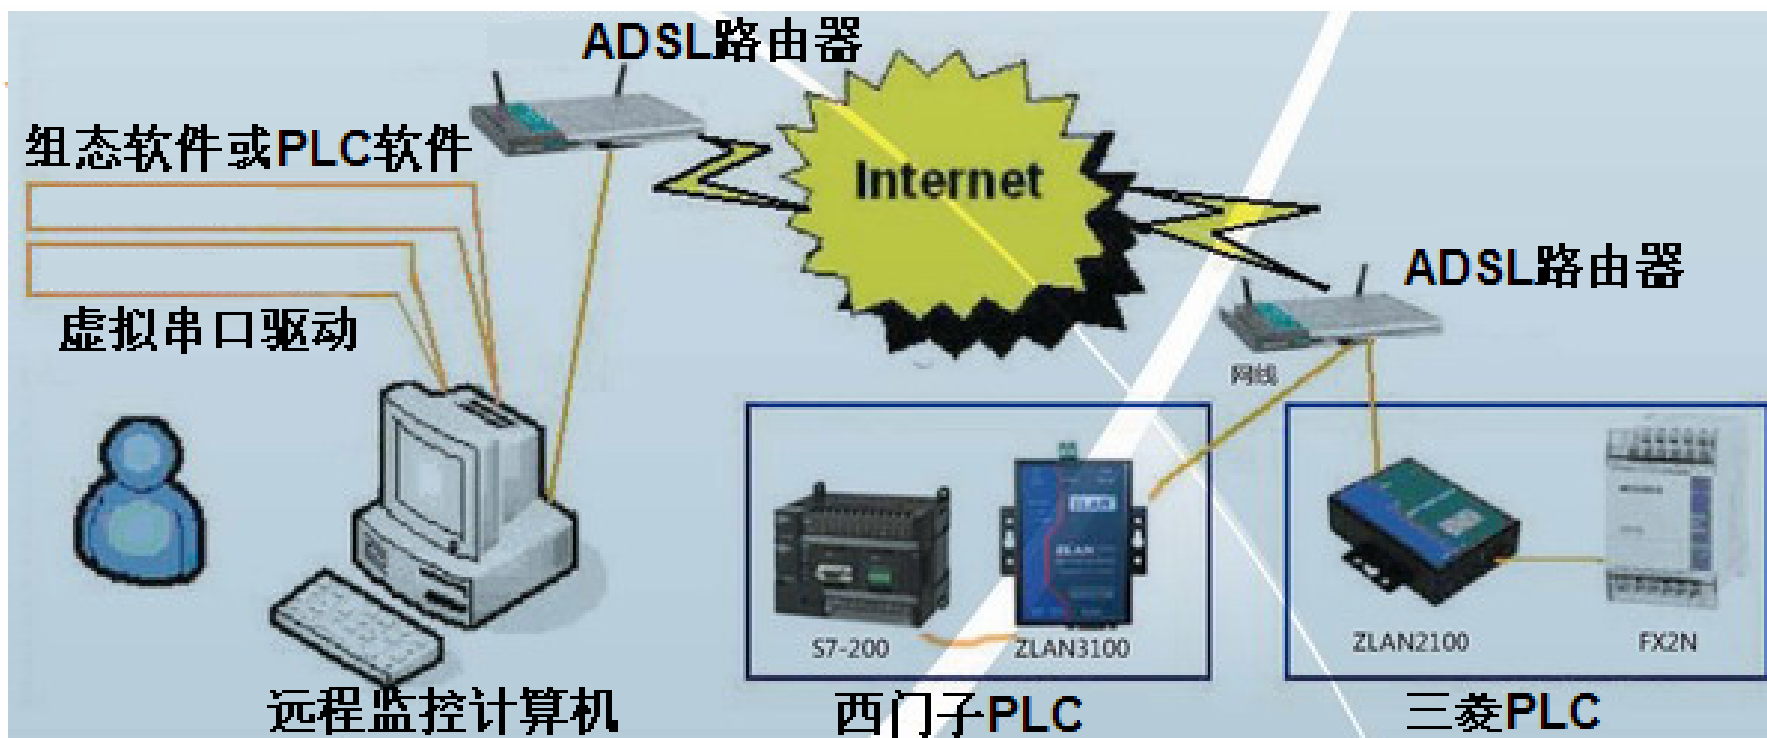 ADSL路由器
组态软件或PLC软件
Internet
ADSL路由器
虚拟串口驱动
网线
ZLAN
ZLAN
S7-200
ZLAN3100
ZLAN2100
FX2N
远程监控计算机
西门子PLC
三菱PLC